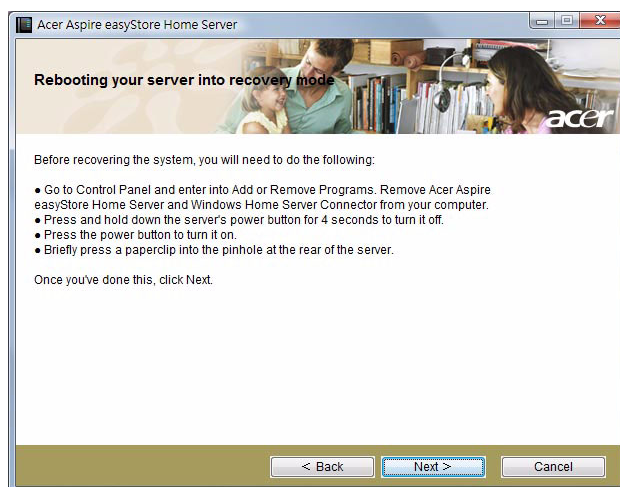 Acer Aspire easyStore Home Server
Rebooting your server into recovery mode
acer
Before recovering the system, you will need to do the following:
● Go to Control Panel and enter into Add or Remove Programs. Remove Acer Aspire
easyStore Home Server and Windows Home Server Connector from your computer.
● Press and hold down the server's power button for 4 seconds to turn it off.
● Press the power button to turn it on.
● Briefly press a paperclip into the pinhole at the rear of the server.
Once you've done this, click Next.
< Back Next > Cancel